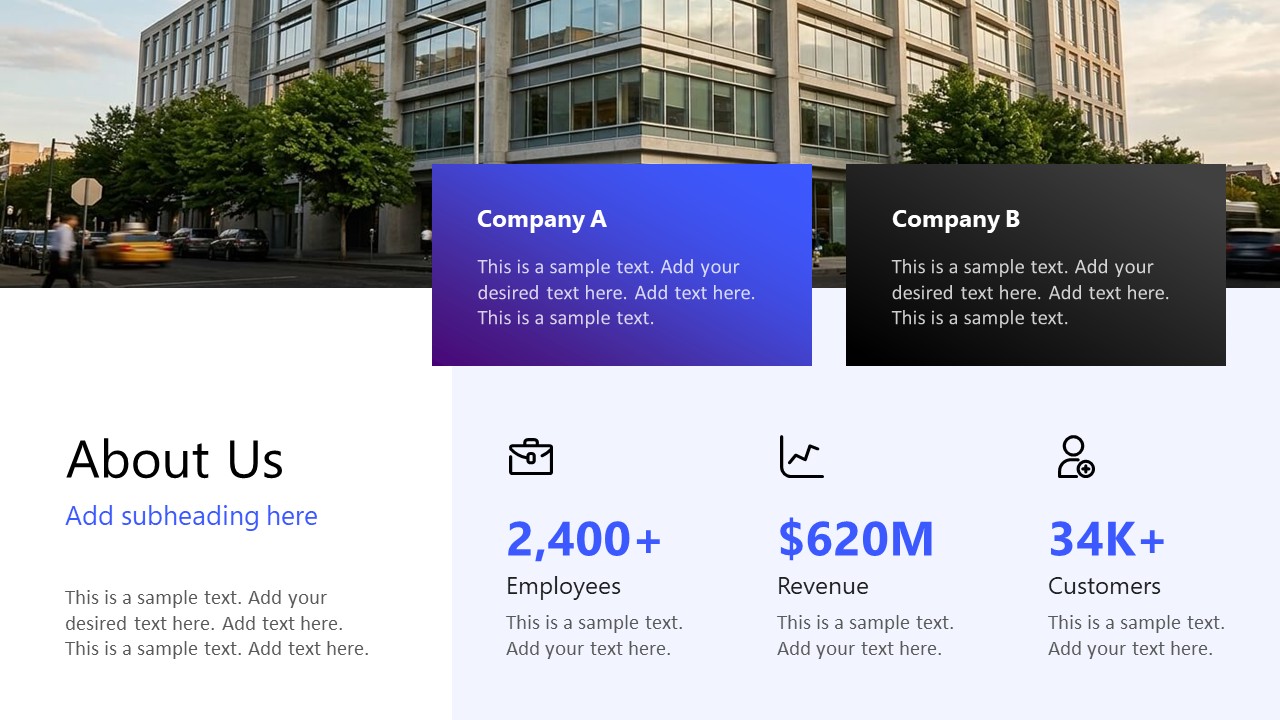 Company A
This is a sample text. Add your
desired text here. Add text here.
This is a sample text.
Company B
This is a sample text. Add your
desired text here. Add text here.
This is a sample text.
About Us
Add subheading here
This is a sample text. Add your
desired text here. Add text here.
This is a sample text. Add text here.
2,400+
Employees
This is a sample text.
Add your text here.
$620M
Revenue
This is a sample text.
Add your text here.
34K+
Customers
This is a sample text.
Add your text here.